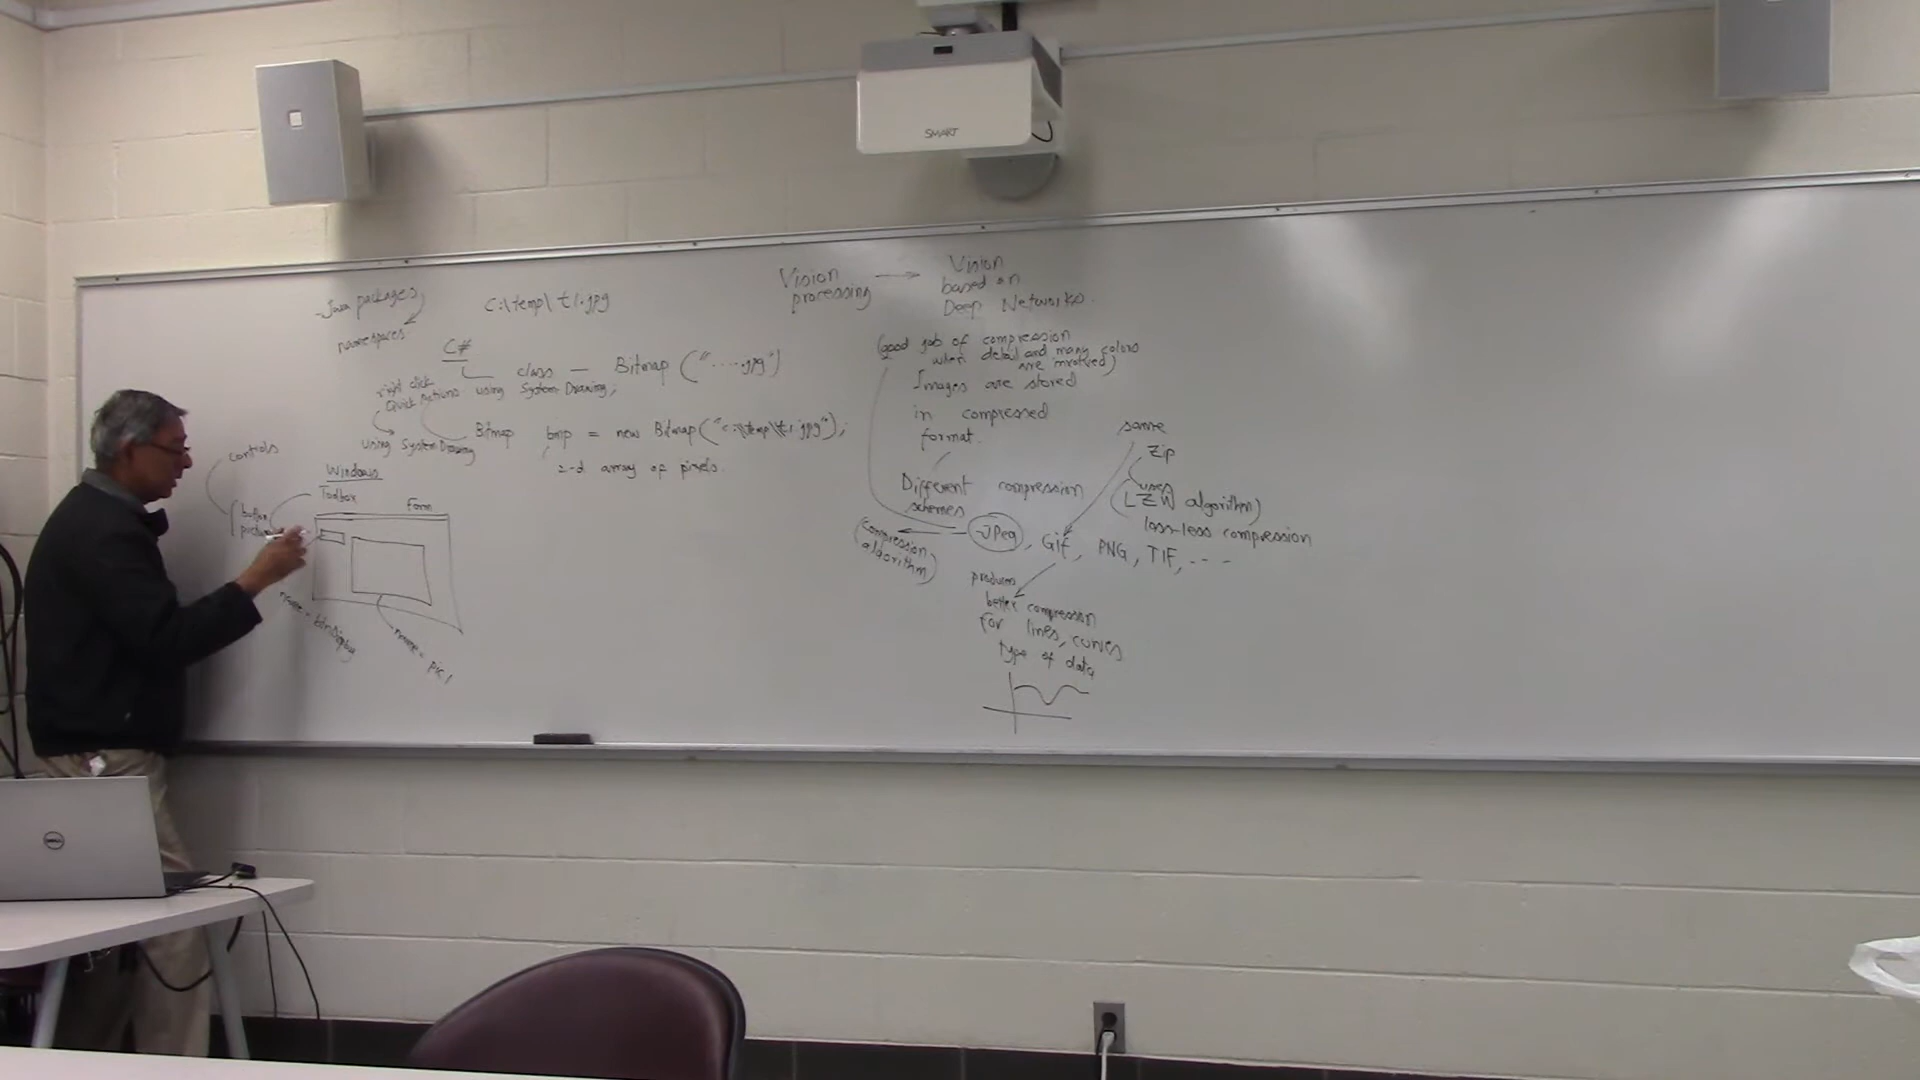 SMART
-Java packages
namespaces
C:\temp\t1.jpg
C#
class — Bitmap (".....jpg")
right click
Quick Actions using System.Drawing;
using System.Drawing
Bitmap bmp = new Bitmap("c:\\temp\\t1.jpg");
2-d array of pixels.
controls
Windows
Toolbox
Form
button
name = btnDisplay
name = pic1
Vision
processing
Vision
based on
Deep Networks.
(good job of compression
when detail and many colors
are involved)
Images are stored
in compressed
format.
Different compression
schemes
same
Zip
uses
(LZW algorithm)
loss-less compression
(compression
algorithm)
-JPeg, Gif, PNG, TIF, - - -
produces
better compression
for lines, curves
type of data
DELL